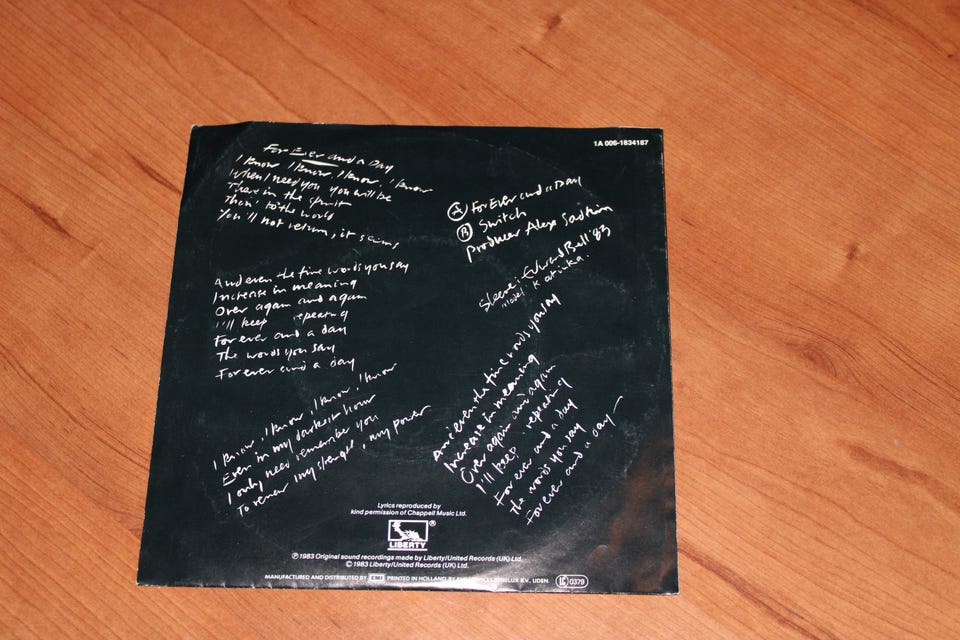 1A 006-1834187
For Ever and a Day
I know, I know, I know, I know
When I need you you will be
There in the spirit
Thon' to the world
You'll not return, it seems
And even the fine words you say
Increase in meaning
Over again and again
I'll keep repeating
For ever and a day
The words you say
For ever and a day
I know, I know, I know, I know
Even in my darkest hour
I only need remember you
To renew my strength, my power
A For Ever and a Day
B Switch
Producer Alex Sadkin
Sleeve: Edward Bell '83
model Katinka.
And even the fine words you say
Increase in meaning
Over again and again
I'll keep repeating
For ever and a day
The words you say
For ever and a day
Lyrics reproduced by
kind permission of Chappell Music Ltd.
LIBERTY®
℗ 1983 Original sound recordings made by Liberty/United Records (UK) Ltd.
© 1983 Liberty/United Records (UK) Ltd.
MANUFACTURED AND DISTRIBUTED BY EMI PRINTED IN HOLLAND BY BENELUX B.V., UDEN. 0379